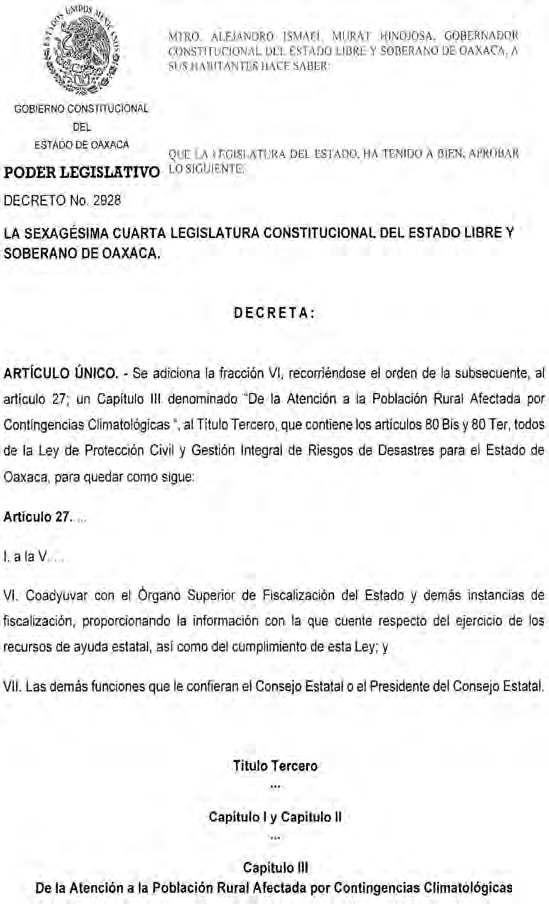 ESTADOS UNIDOS MEXICANOS
GOBIERNO CONSTITUCIONAL
DEL
ESTADO DE OAXACA
PODER LEGISLATIVO
MTRO. ALEJANDRO ISMAEL MURAT HINOJOSA, GOBERNADOR
CONSTITUCIONAL DEL ESTADO LIBRE Y SOBERANO DE OAXACA, A
SUS HABITANTES HACE SABER:
QUE LA LEGISLATURA DEL ESTADO, HA TENIDO A BIEN, APROBAR
LO SIGUIENTE:
DECRETO No. 2928
LA SEXAGÉSIMA CUARTA LEGISLATURA CONSTITUCIONAL DEL ESTADO LIBRE Y
SOBERANO DE OAXACA.
DECRETA:
ARTÍCULO ÚNICO. - Se adiciona la fracción VI, recorriéndose el orden de la subsecuente, al
artículo 27; un Capítulo III denominado "De la Atención a la Población Rural Afectada por
Contingencias Climatológicas ", al Título Tercero, que contiene los artículos 80 Bis y 80 Ter, todos
de la Ley de Protección Civil y Gestión Integral de Riesgos de Desastres para el Estado de
Oaxaca, para quedar como sigue:
Artículo 27. ...
I. a la V. ...
VI. Coadyuvar con el Órgano Superior de Fiscalización del Estado y demás instancias de
fiscalización, proporcionando la información con la que cuente respecto del ejercicio de los
recursos de ayuda estatal, así como del cumplimiento de esta Ley; y
VII. Las demás funciones que le confieran el Consejo Estatal o el Presidente del Consejo Estatal.
Título Tercero
...
Capítulo I y Capítulo II
...
Capítulo III
De la Atención a la Población Rural Afectada por Contingencias Climatológicas